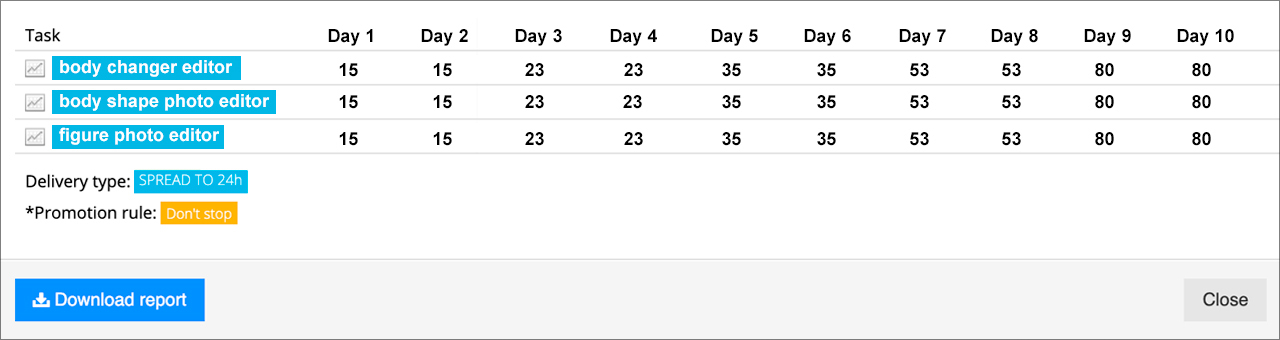 Task Day 1 Day 2 Day 3 Day 4 Day 5 Day 6 Day 7 Day 8 Day 9 Day 10
body changer editor 15 15 23 23 35 35 53 53 80 80
body shape photo editor 15 15 23 23 35 35 53 53 80 80
figure photo editor 15 15 23 23 35 35 53 53 80 80
Delivery type: SPREAD TO 24h
*Promotion rule: Don't stop
Download report Close